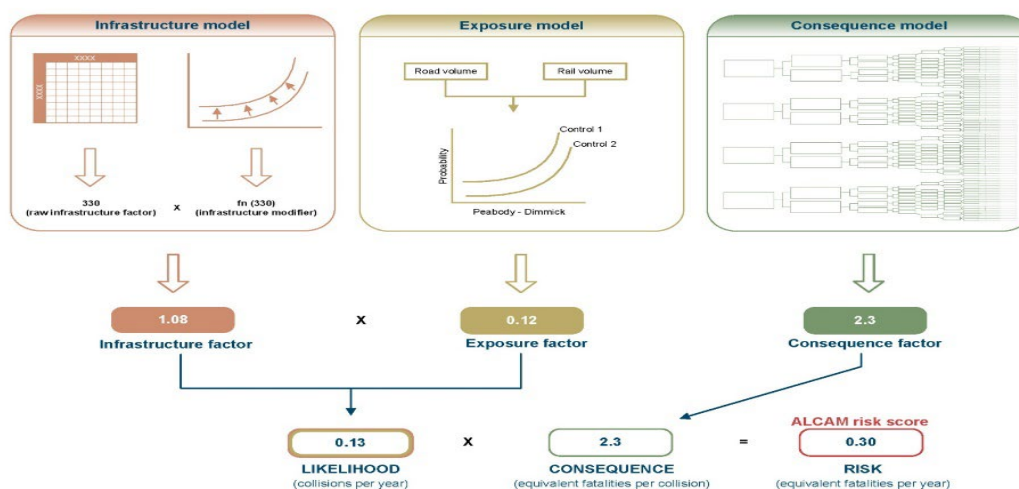 Infrastructure model
Exposure model
Consequence model
XXXX
XXXX
330
(raw infrastructure factor)
x
fn (330)
(infrastructure modifier)
Road volume
Rail volume
Control 1
Control 2
Probability
Peabody - Dimmick
1.08
Infrastructure factor
X
0.12
Exposure factor
2.3
Consequence factor
0.13
LIKELIHOOD
(collisions per year)
X
2.3
CONSEQUENCE
(equivalent fatalities per collision)
=
ALCAM risk score
0.30
RISK
(equivalent fatalities per year)